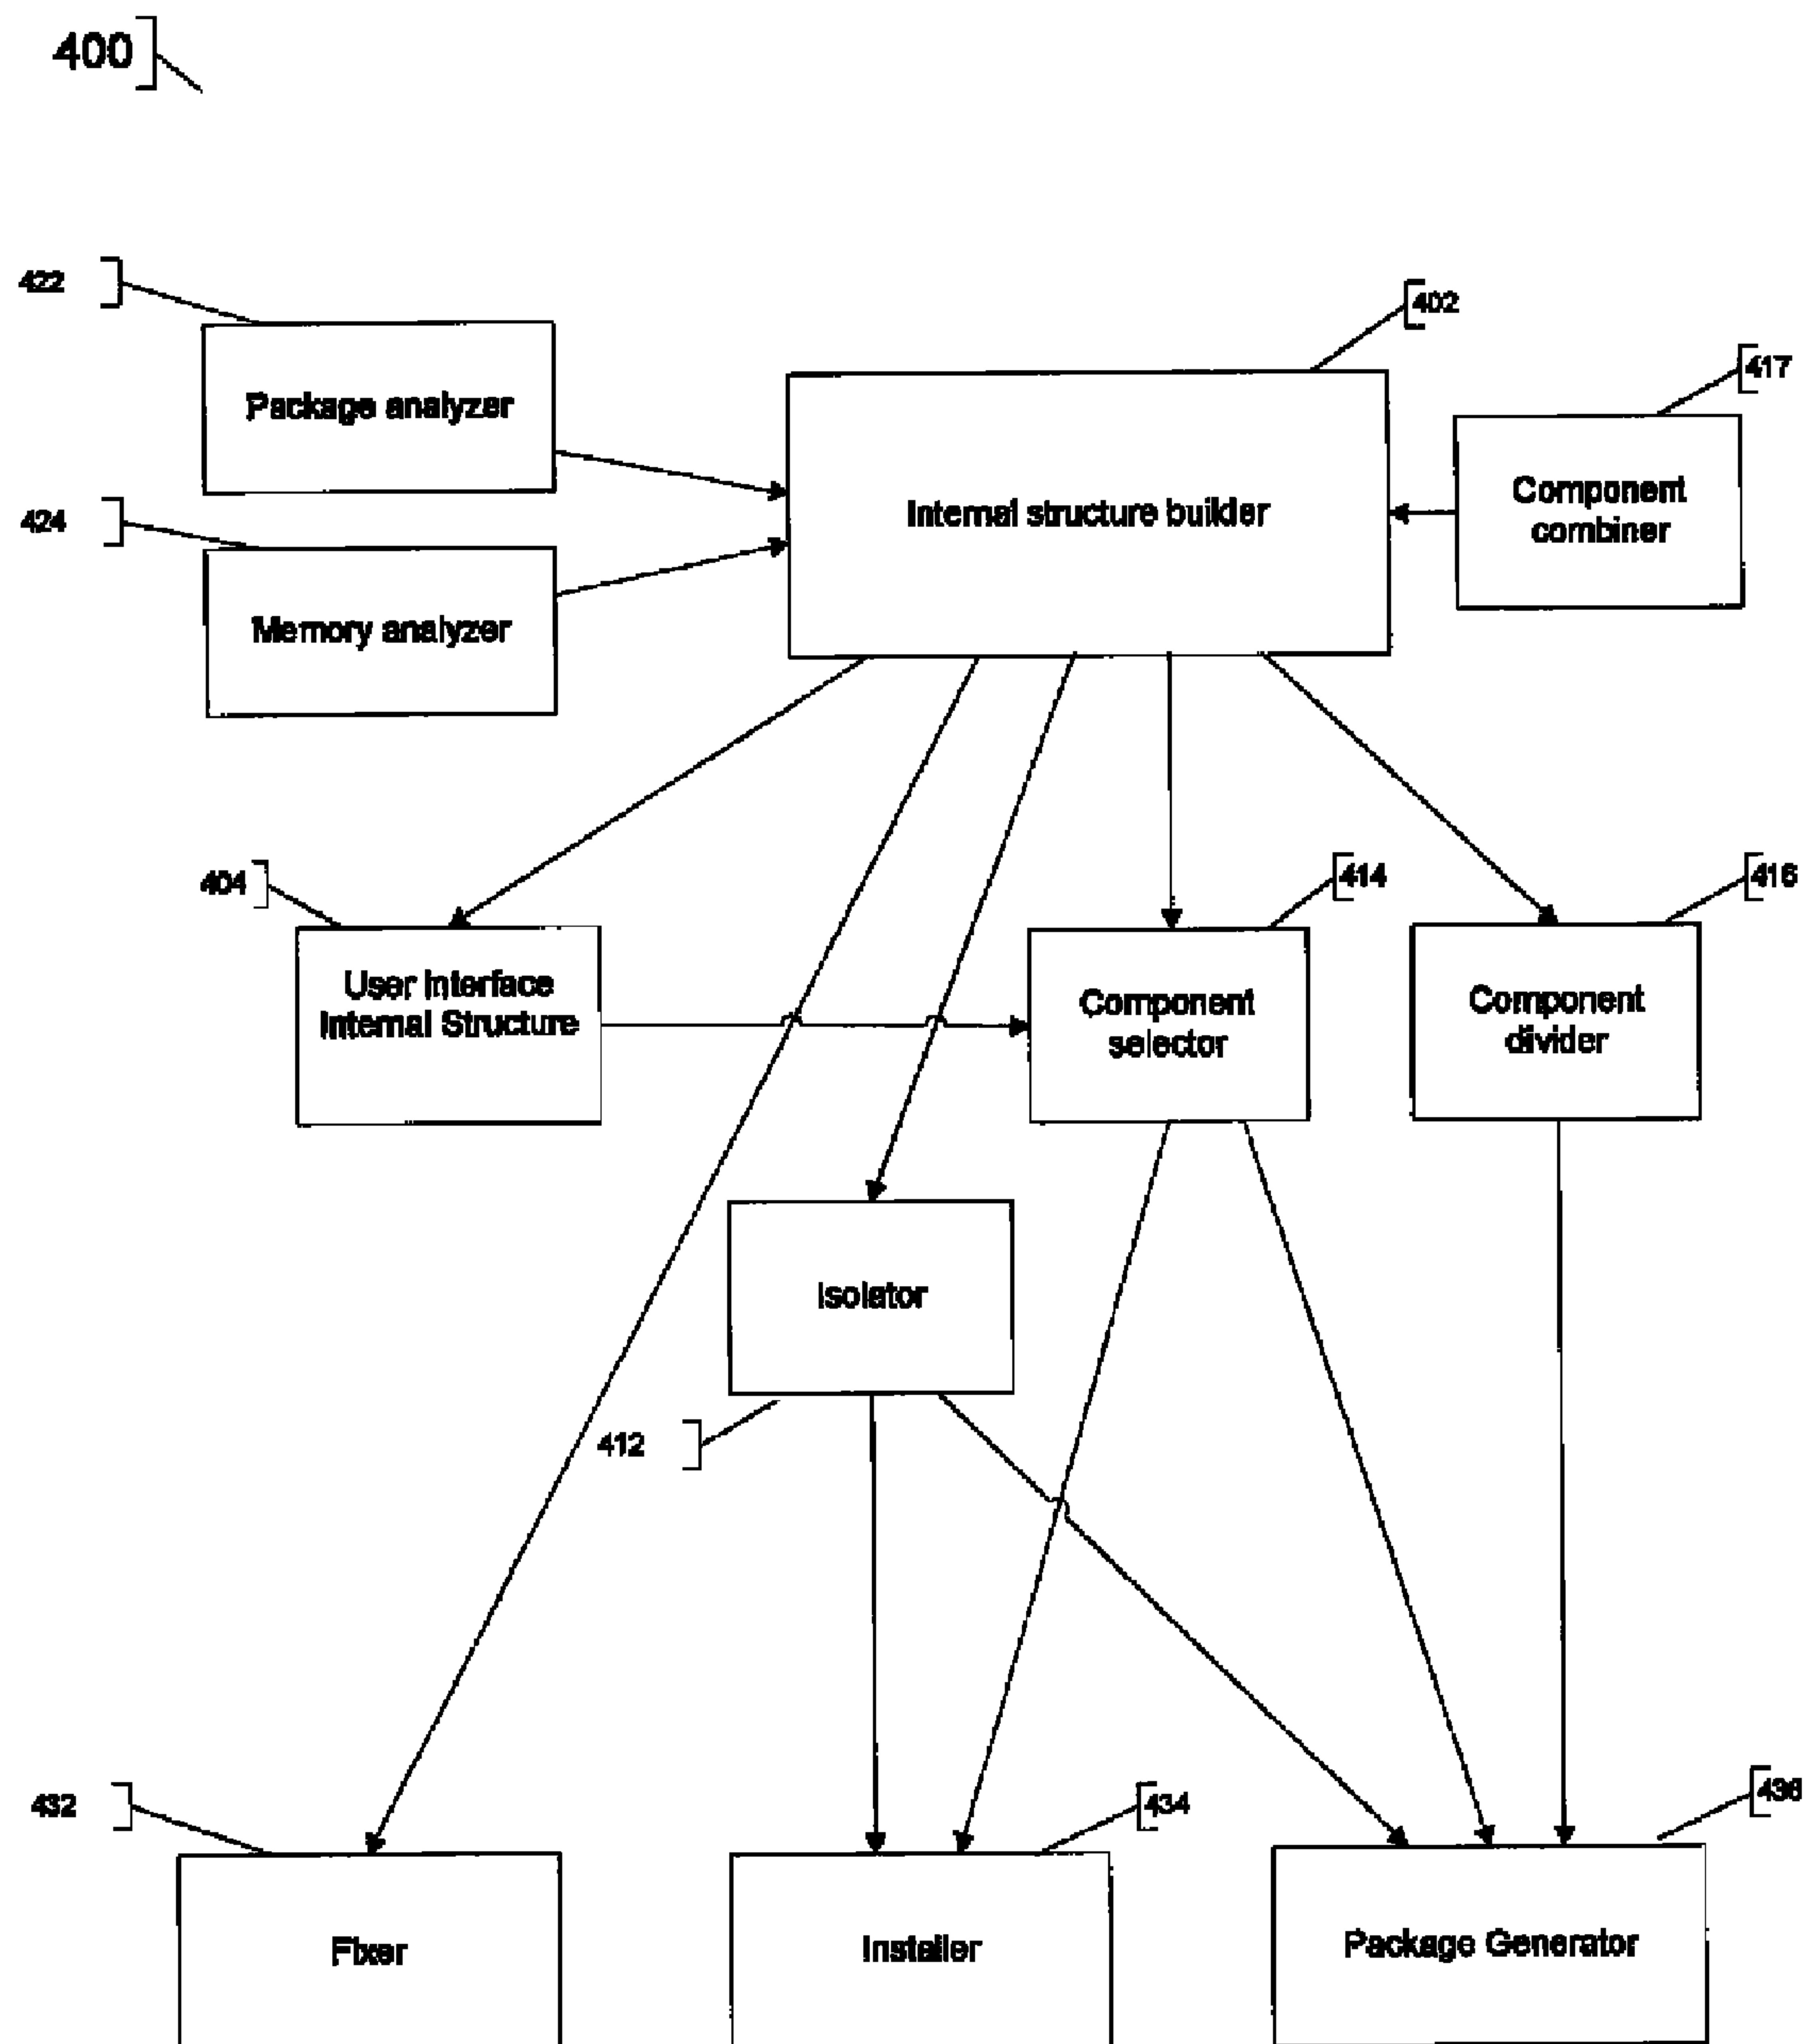 400
422
402
417
Package analyzer
Internal structure builder
Component
combiner
424
Memory analyzer
404
414
416
User Interface
Internal Structure
Component
selector
Component
divider
Isolator
412
432
434
436
Fixer
Installer
Package Generator